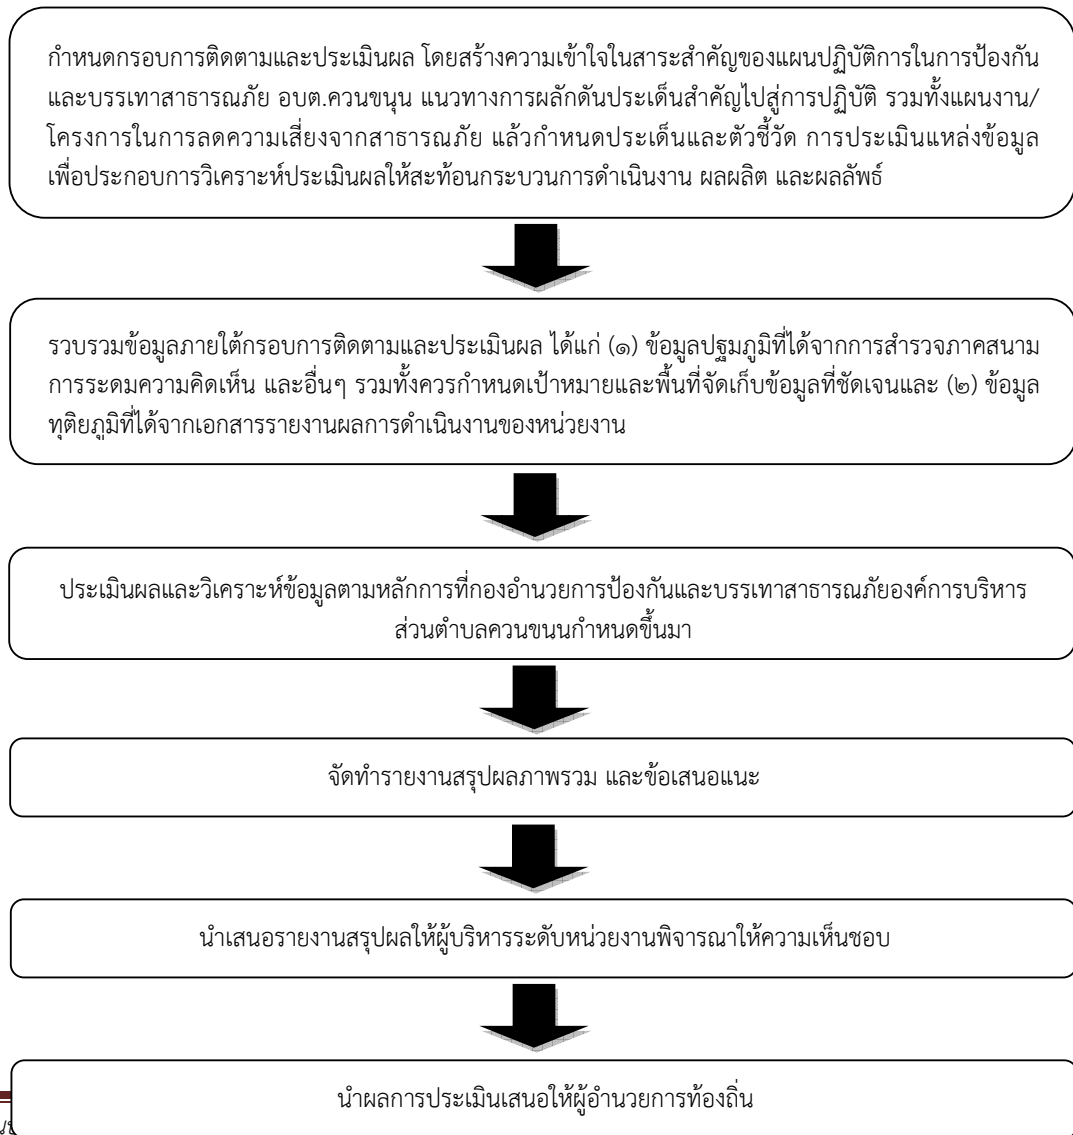 กำหนดกรอบการติดตามและประเมินผล โดยสร้างความเข้าใจในสาระสำคัญของแผนปฏิบัติการในการป้องกัน
และบรรเทาสาธารณภัย อบต.ควนขนุน แนวทางการผลักดันประเด็นสำคัญไปสู่การปฏิบัติ รวมทั้งแผนงาน/
โครงการในการลดความเสี่ยงจากสาธารณภัย แล้วกำหนดประเด็นและตัวชี้วัด การประเมินแหล่งข้อมูล
เพื่อประกอบการวิเคราะห์ประเมินผลให้สะท้อนกระบวนการดำเนินงาน ผลผลิต และผลลัพธ์
รวบรวมข้อมูลภายใต้กรอบการติดตามและประเมินผล ได้แก่ (๑) ข้อมูลปฐมภูมิที่ได้จากการสำรวจภาคสนาม
การระดมความคิดเห็น และอื่นๆ รวมทั้งควรกำหนดเป้าหมายและพื้นที่จัดเก็บข้อมูลที่ชัดเจนและ (๒) ข้อมูล
ทุติยภูมิที่ได้จากเอกสารรายงานผลการดำเนินงานของหน่วยงาน
ประเมินผลและวิเคราะห์ข้อมูลตามหลักการที่กองอำนวยการป้องกันและบรรเทาสาธารณภัยองค์การบริหาร
ส่วนตำบลควนขนนกำหนดขึ้นมา
จัดทำรายงานสรุปผลภาพรวม และข้อเสนอแนะ
นำเสนอรายงานสรุปผลให้ผู้บริหารระดับหน่วยงานพิจารณาให้ความเห็นชอบ
นำผลการประเมินเสนอให้ผู้อำนวยการท้องถิ่น